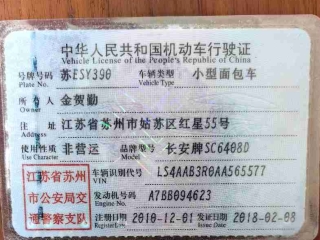 中华人民共和国机动车行驶证
Vehicle License of the People's Republic of China
号牌号码 苏ESY390 车辆类型 小型面包车
Plate No. Vehicle Type
所有人 金贺勤
Owner
住址 江苏省苏州市姑苏区红星55号
Address
使用性质 非营运 品牌型号 长安牌SC6408D
Use Character Model
江苏省苏州
市公安局交
通警察支队
车辆识别代号 LS4AAB3R0AA565577
VIN
发动机号码 A7BB094623
Engine No.
注册日期 2010-12-01 发证日期 2018-02-08
Register Date Issue Date